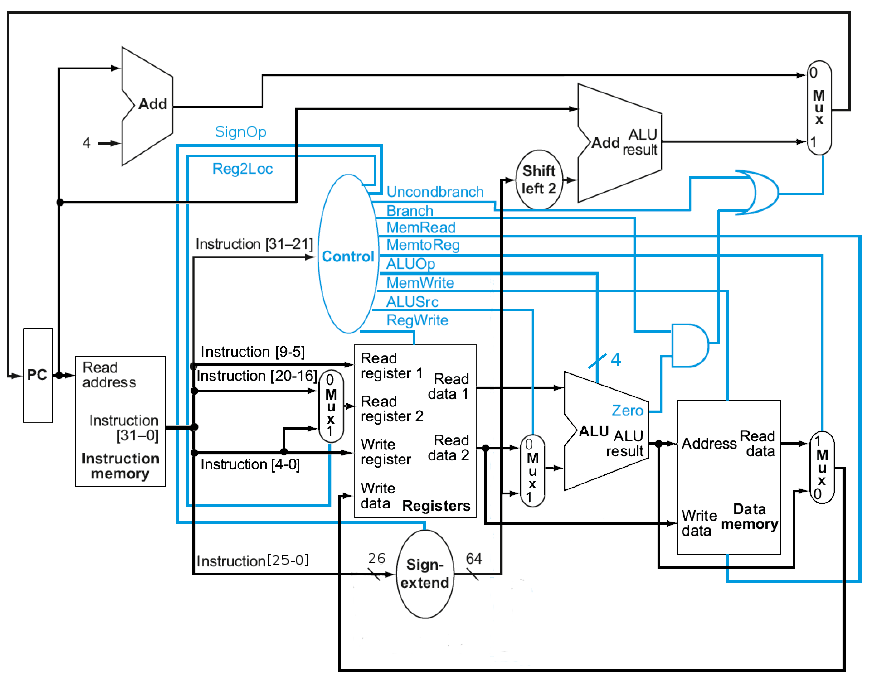 0
M
u
x
1
Add
4
SignOp
Reg2Loc
Add
ALU
result
Shift
left 2
Uncondbranch
Branch
MemRead
MemtoReg
ALUOp
MemWrite
ALUSrc
RegWrite
Control
Instruction [31–21]
PC
Read
address
Instruction
[31–0]
Instruction
memory
Instruction [9-5]
Instruction [20-16]
Instruction [4-0]
0
M
u
x
1
Read
register 1
Read
register 2
Write
register
Write
data
Read
data 1
Read
data 2
Registers
0
M
u
x
1
4
Zero
ALU
ALU
result
Address
Read
data
Write
data
Data
memory
1
M
u
x
0
Instruction[25-0]
26
Sign-
extend
64